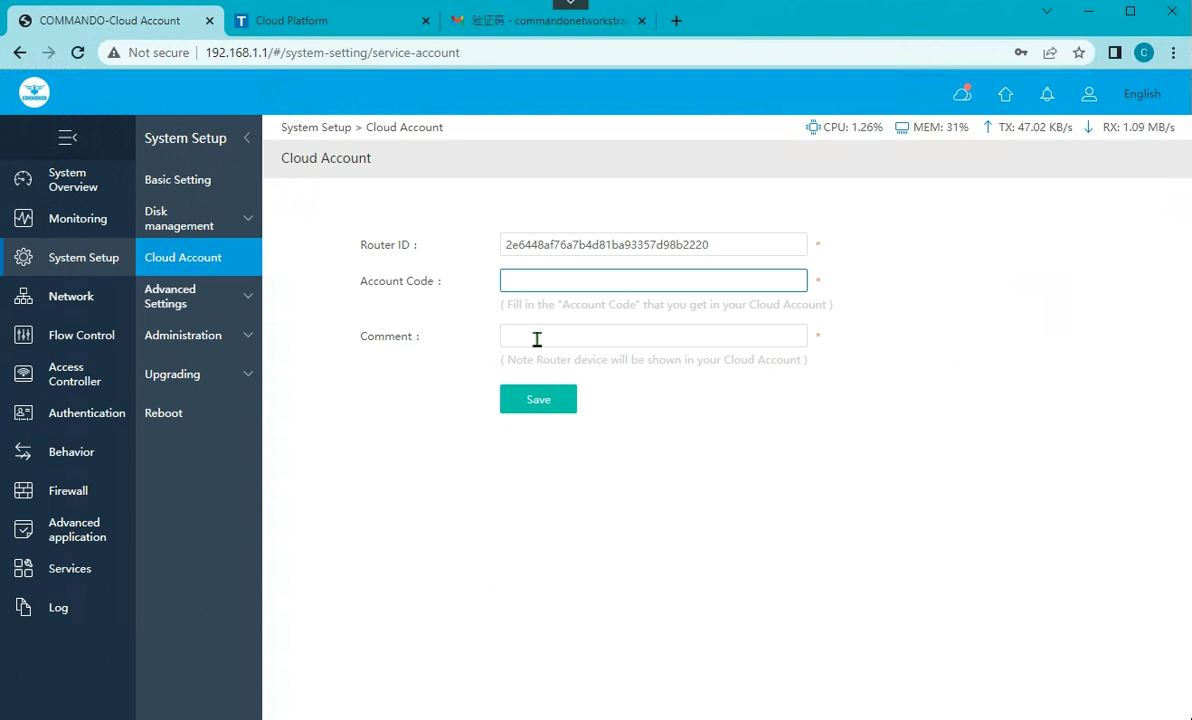 COMMANDO-Cloud Account
Cloud Platform
验证码 - commandonetworkstra
Not secure
192.168.1.1/#/system-setting/service-account
C
COMMANDO
English
System Setup
System Setup > Cloud Account
CPU: 1.26%
MEM: 31%
TX: 47.02 KB/s
RX: 1.09 MB/s
Cloud Account
System
Overview
Monitoring
System Setup
Network
Flow Control
Access
Controller
Authentication
Behavior
Firewall
Advanced
application
Services
Log
Basic Setting
Disk
management
Cloud Account
Advanced
Settings
Administration
Upgrading
Reboot
Router ID :
2e6448af76a7b4d81ba93357d98b2220
*
Account Code :
*
( Fill in the "Account Code" that you get in your Cloud Account )
Comment :
*
( Note Router device will be shown in your Cloud Account )
Save